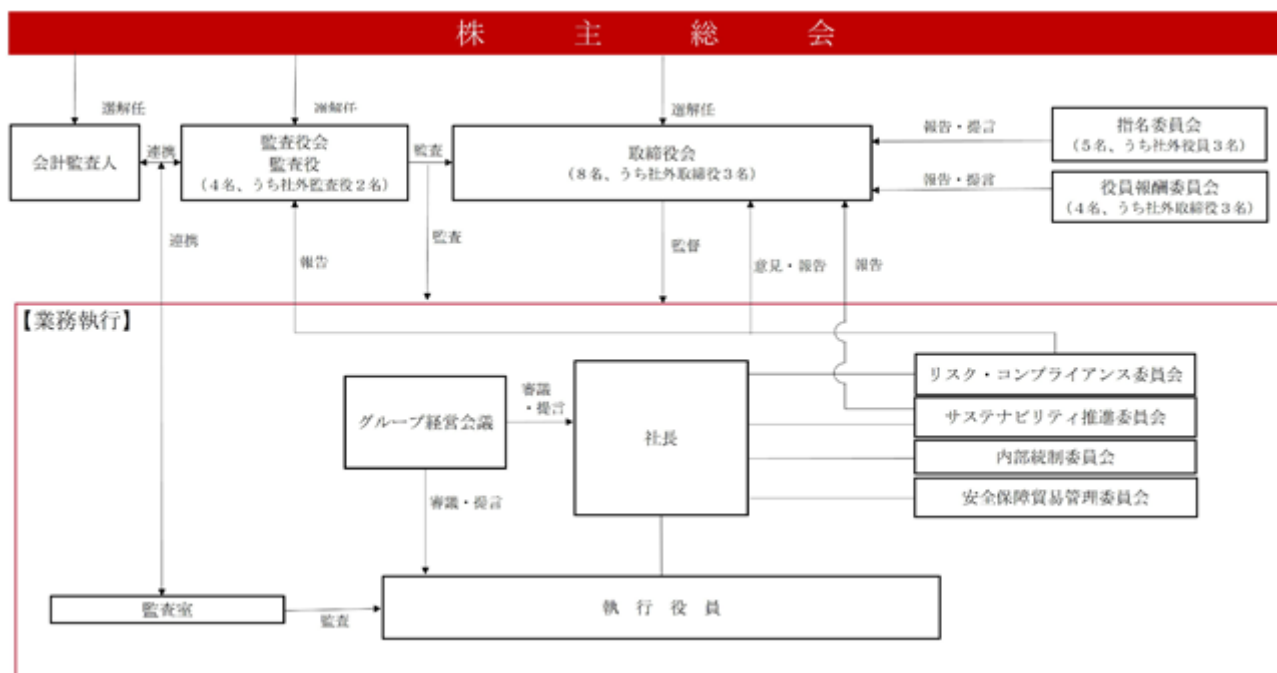 株主総会
選解任
選解任
選解任
会計監査人
連携
監査役会
監査役
(4名、うち社外監査役2名)
監査
取締役会
(8名、うち社外取締役3名)
報告・提言
指名委員会
(5名、うち社外役員3名)
報告・提言
役員報酬委員会
(4名、うち社外取締役3名)
連携
報告
監査
監督
意見・報告
報告
【業務執行】
グループ経営会議
審議
・提言
社長
リスク・コンプライアンス委員会
サステナビリティ推進委員会
内部統制委員会
安全保障貿易管理委員会
審議・提言
監査室
監査
執行役員